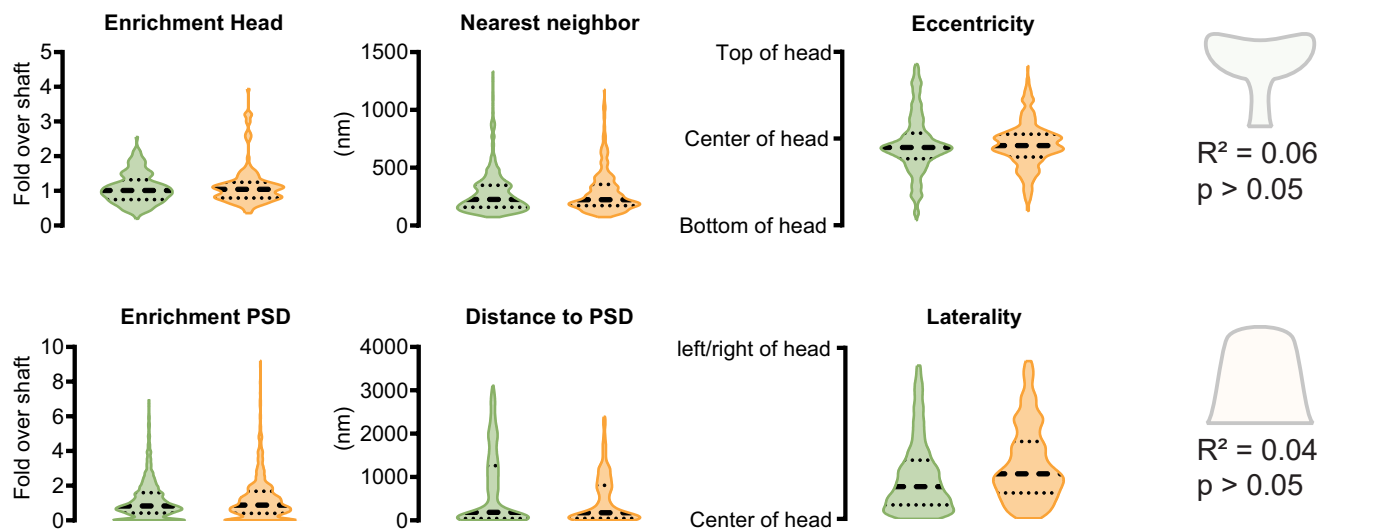 Enrichment Head
Fold over shaft
5
4
3
2
1
0
Nearest neighbor
(nm)
1500
1000
500
0
Eccentricity
Top of head
Center of head
Bottom of head
R² = 0.06
p > 0.05
Enrichment PSD
Fold over shaft
10
8
6
4
2
0
Distance to PSD
(nm)
4000
3000
2000
1000
0
Laterality
left/right of head
Center of head
R² = 0.04
p > 0.05